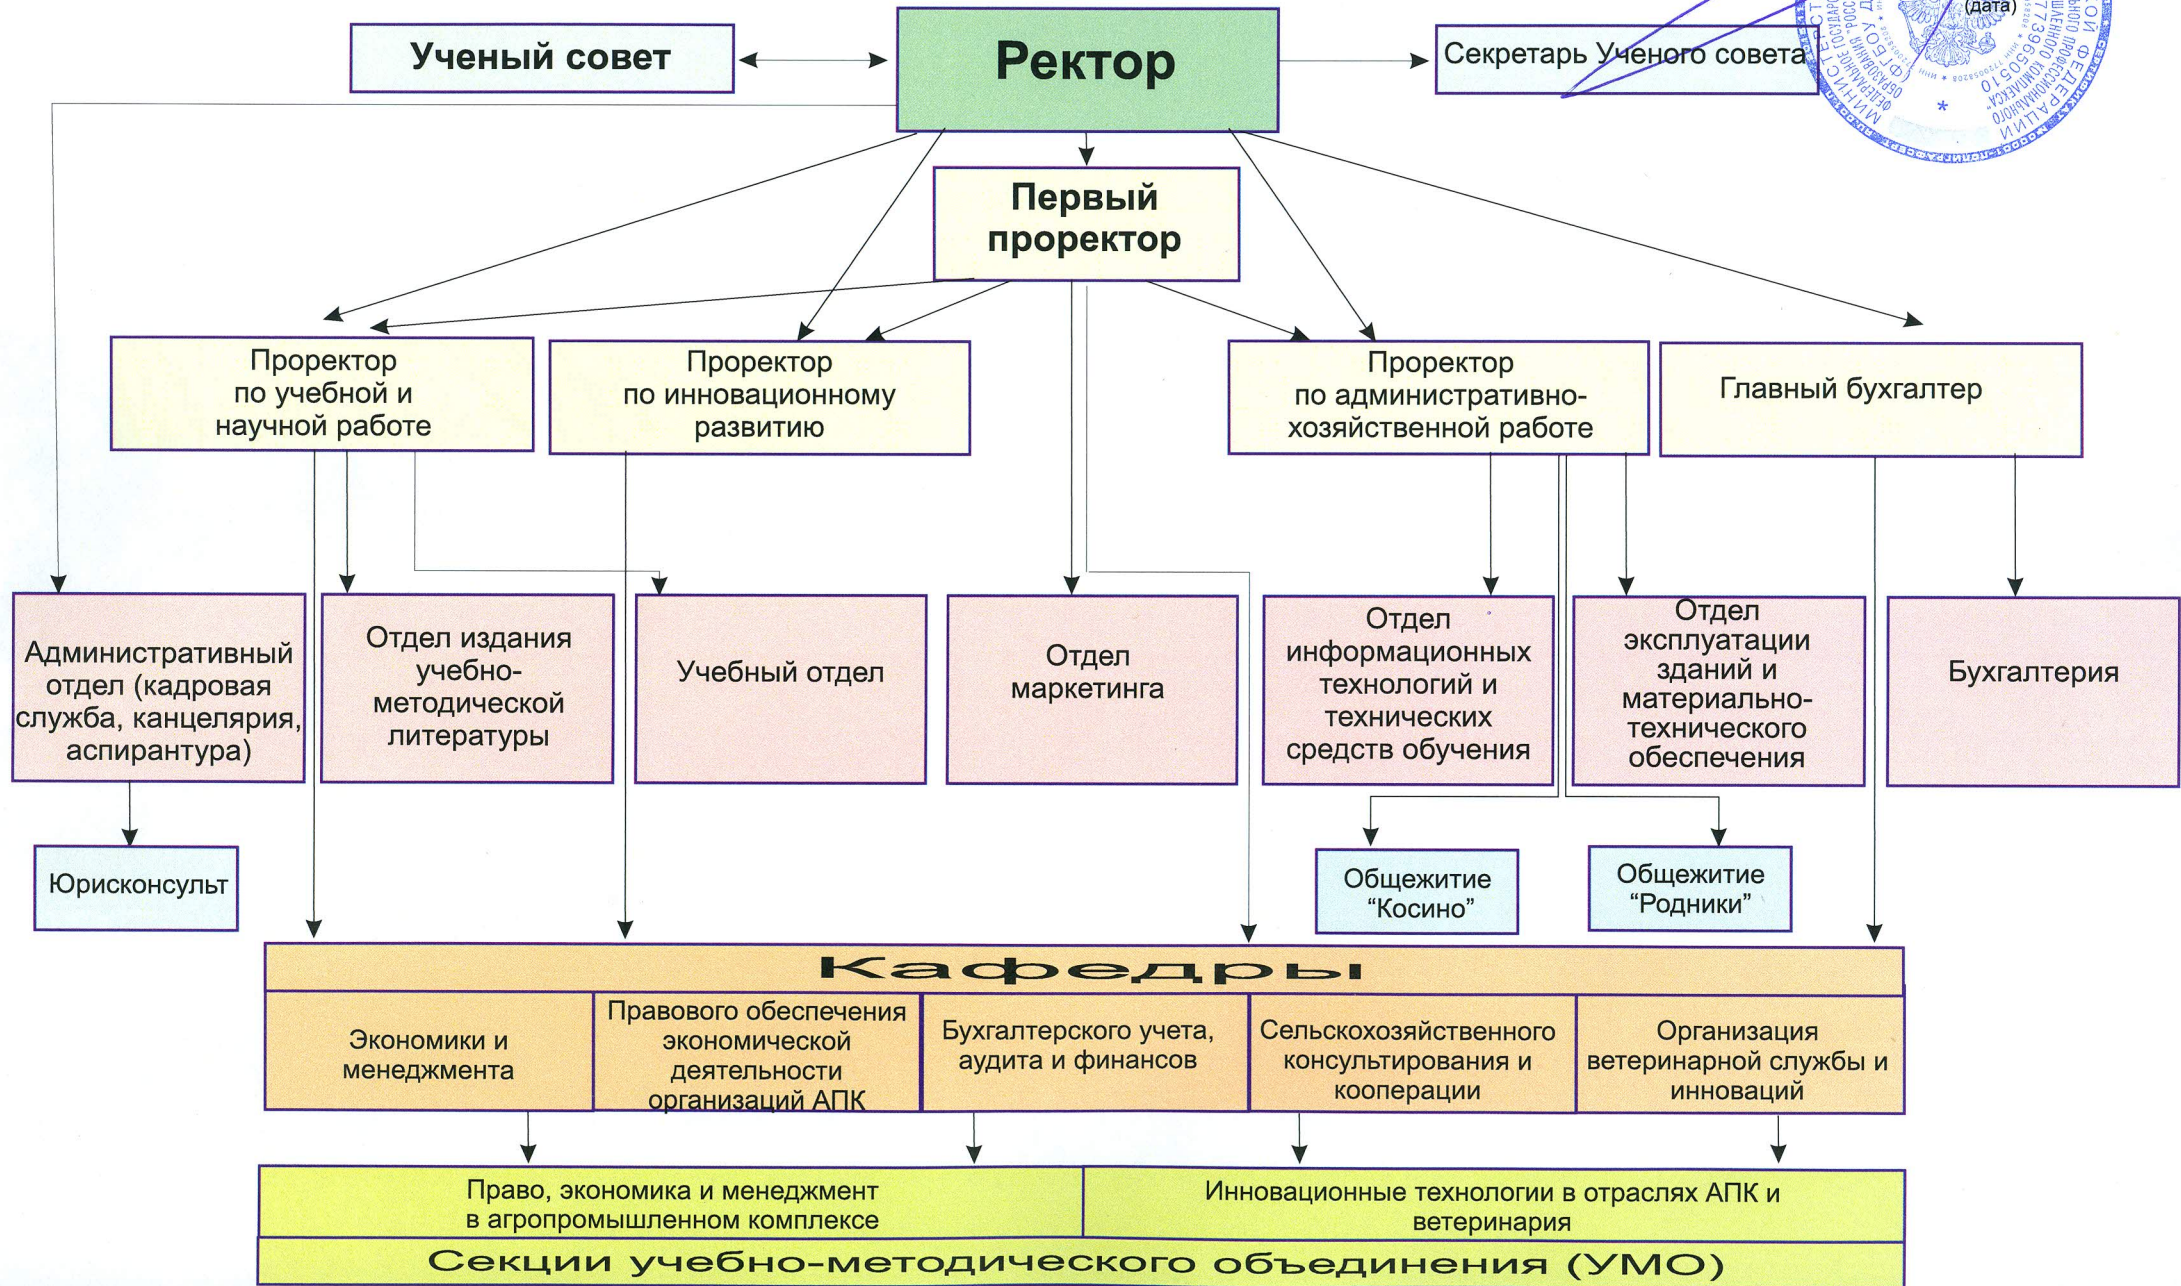 (дата)
Ученый совет
Ректор
Секретарь Ученого совета
Первый
проректор
Проректор
по учебной и
научной работе
Проректор
по инновационному
развитию
Проректор
по административно-
хозяйственной работе
Главный бухгалтер
Административный
отдел (кадровая
служба, канцелярия,
аспирантура)
Отдел издания
учебно-
методической
литературы
Учебный отдел
Отдел
маркетинга
Отдел
информационных
технологий и
технических
средств обучения
Отдел
эксплуатации
зданий и
материально-
технического
обеспечения
Бухгалтерия
Юрисконсульт
Общежитие
“Косино”
Общежитие
“Родники”
Кафедры
Экономики и
менеджмента
Правового обеспечения
экономической
деятельности
организаций АПК
Бухгалтерского учета,
аудита и финансов
Сельскохозяйственного
консультирования и
кооперации
Организация
ветеринарной службы и
инноваций
Право, экономика и менеджмент
в агропромышленном комплексе
Инновационные технологии в отраслях АПК и
ветеринария
Секции учебно-методического объединения (УМО)